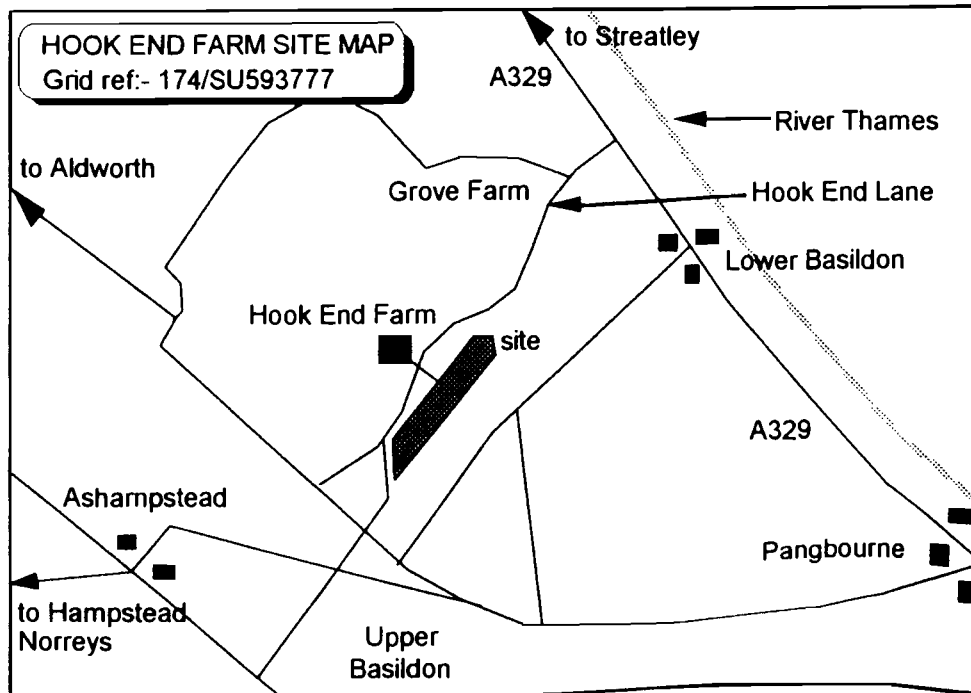 HOOK END FARM SITE MAP
Grid ref:- 174/SU593777
to Streatley
A329
River Thames
to Aldworth
Grove Farm
Hook End Lane
Lower Basildon
Hook End Farm
site
A329
Ashampstead
Pangbourne
to Hampstead
Norreys
Upper
Basildon